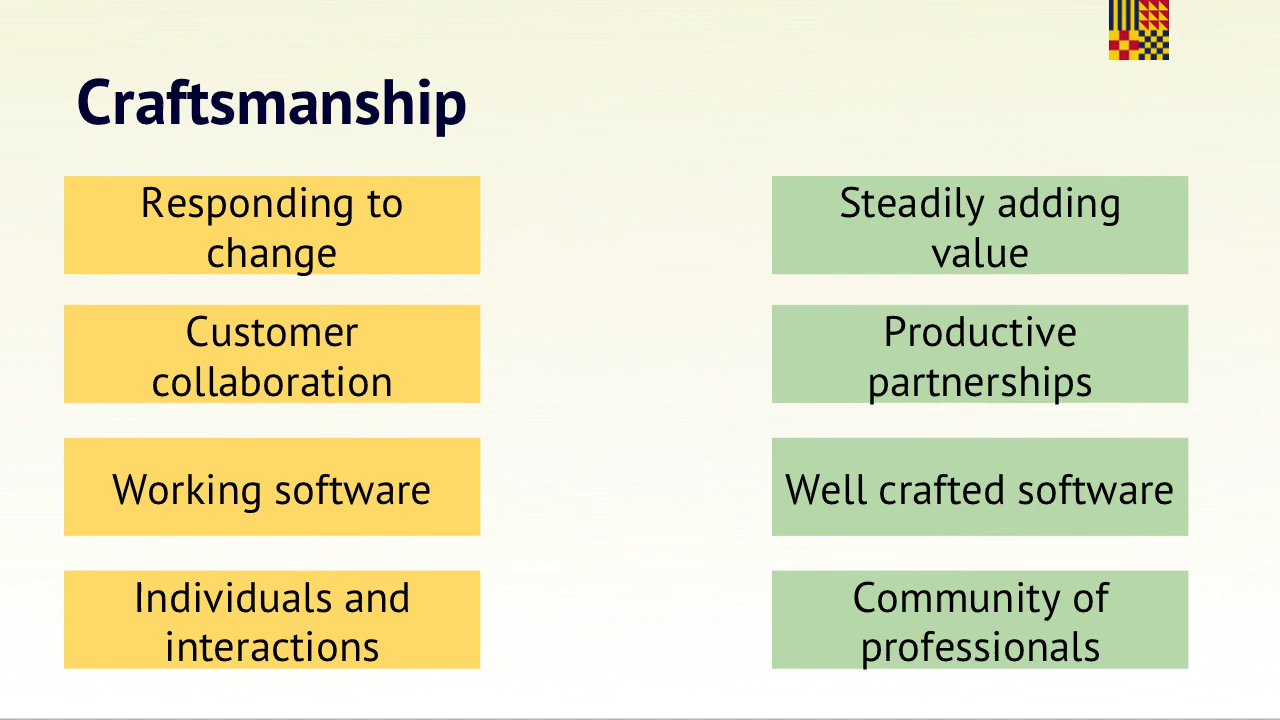 Craftsmanship
Responding to
change
Steadily adding
value
Customer
collaboration
Productive
partnerships
Working software
Well crafted software
Individuals and
interactions
Community of
professionals